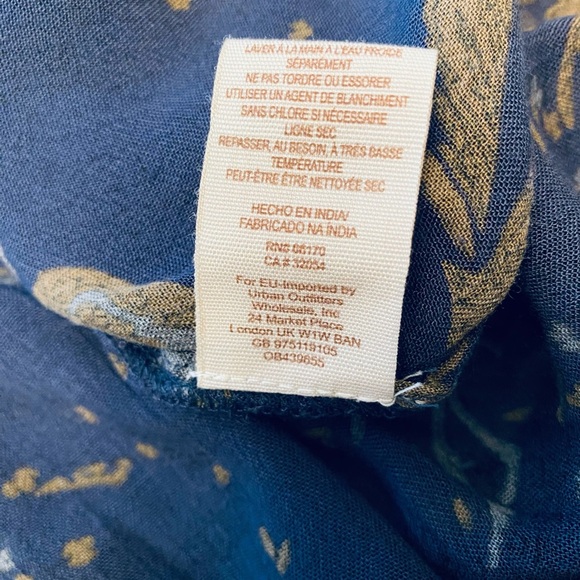 LAVER À LA MAIN À L'EAU FROIDE
SÉPARÉMENT
NE PAS TORDRE OU ESSORER
UTILISER UN AGENT DE BLANCHIMENT
SANS CHLORE SI NÉCESSAIRE
LIGNE SEC
REPASSER, AU BESOIN, À TRÈS BASSE
TEMPÉRATURE
PEUT-ÊTRE ÊTRE NETTOYÉE SEC
HECHO EN INDIA/
FABRICADO NA ÍNDIA
RN# 66170
CA # 32054
For EU-Imported by
Urban Outfitters
Wholesale, Inc
24 Market Place
London UK W1W BAN
GB 975118105
OB439655